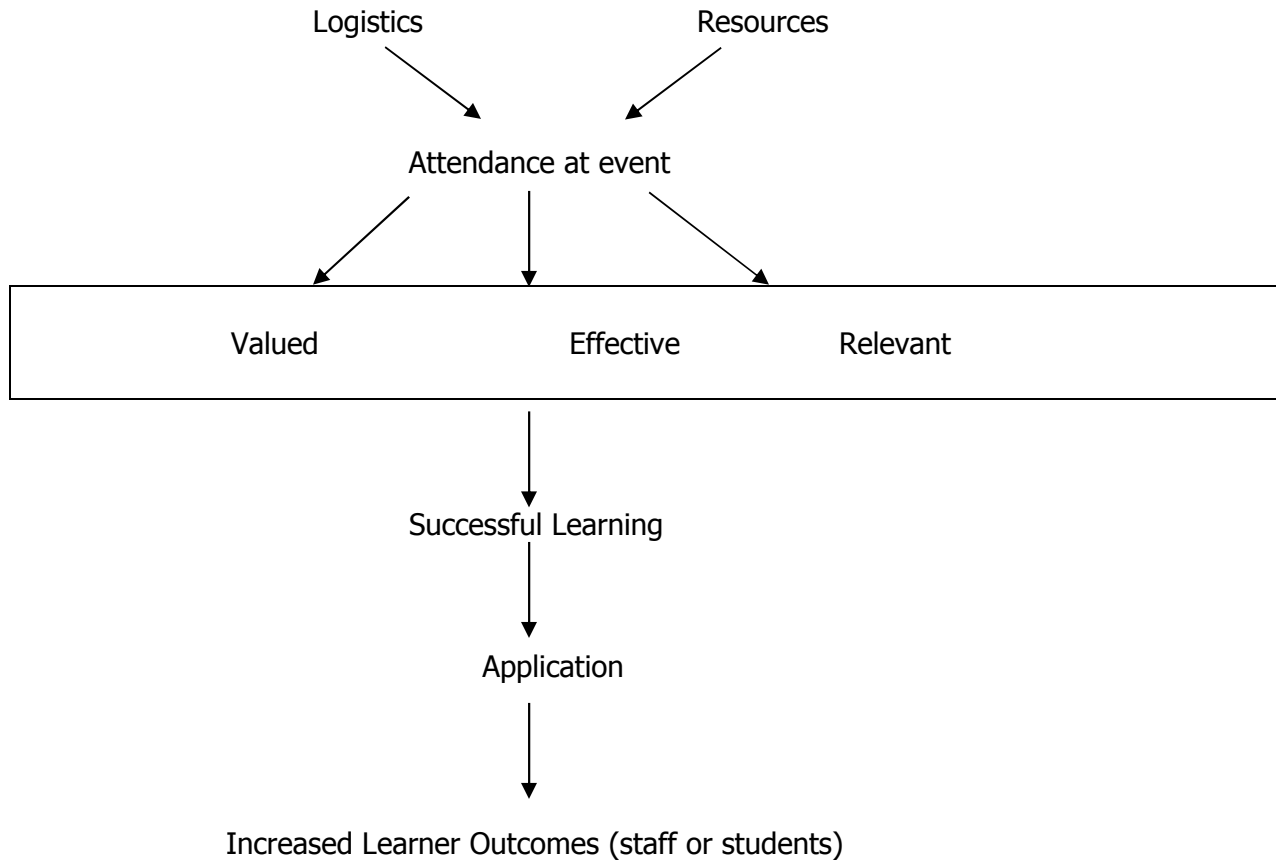 Logistics Resources
Attendance at event
Valued Effective Relevant
Successful Learning
Application
Increased Learner Outcomes (staff or students)